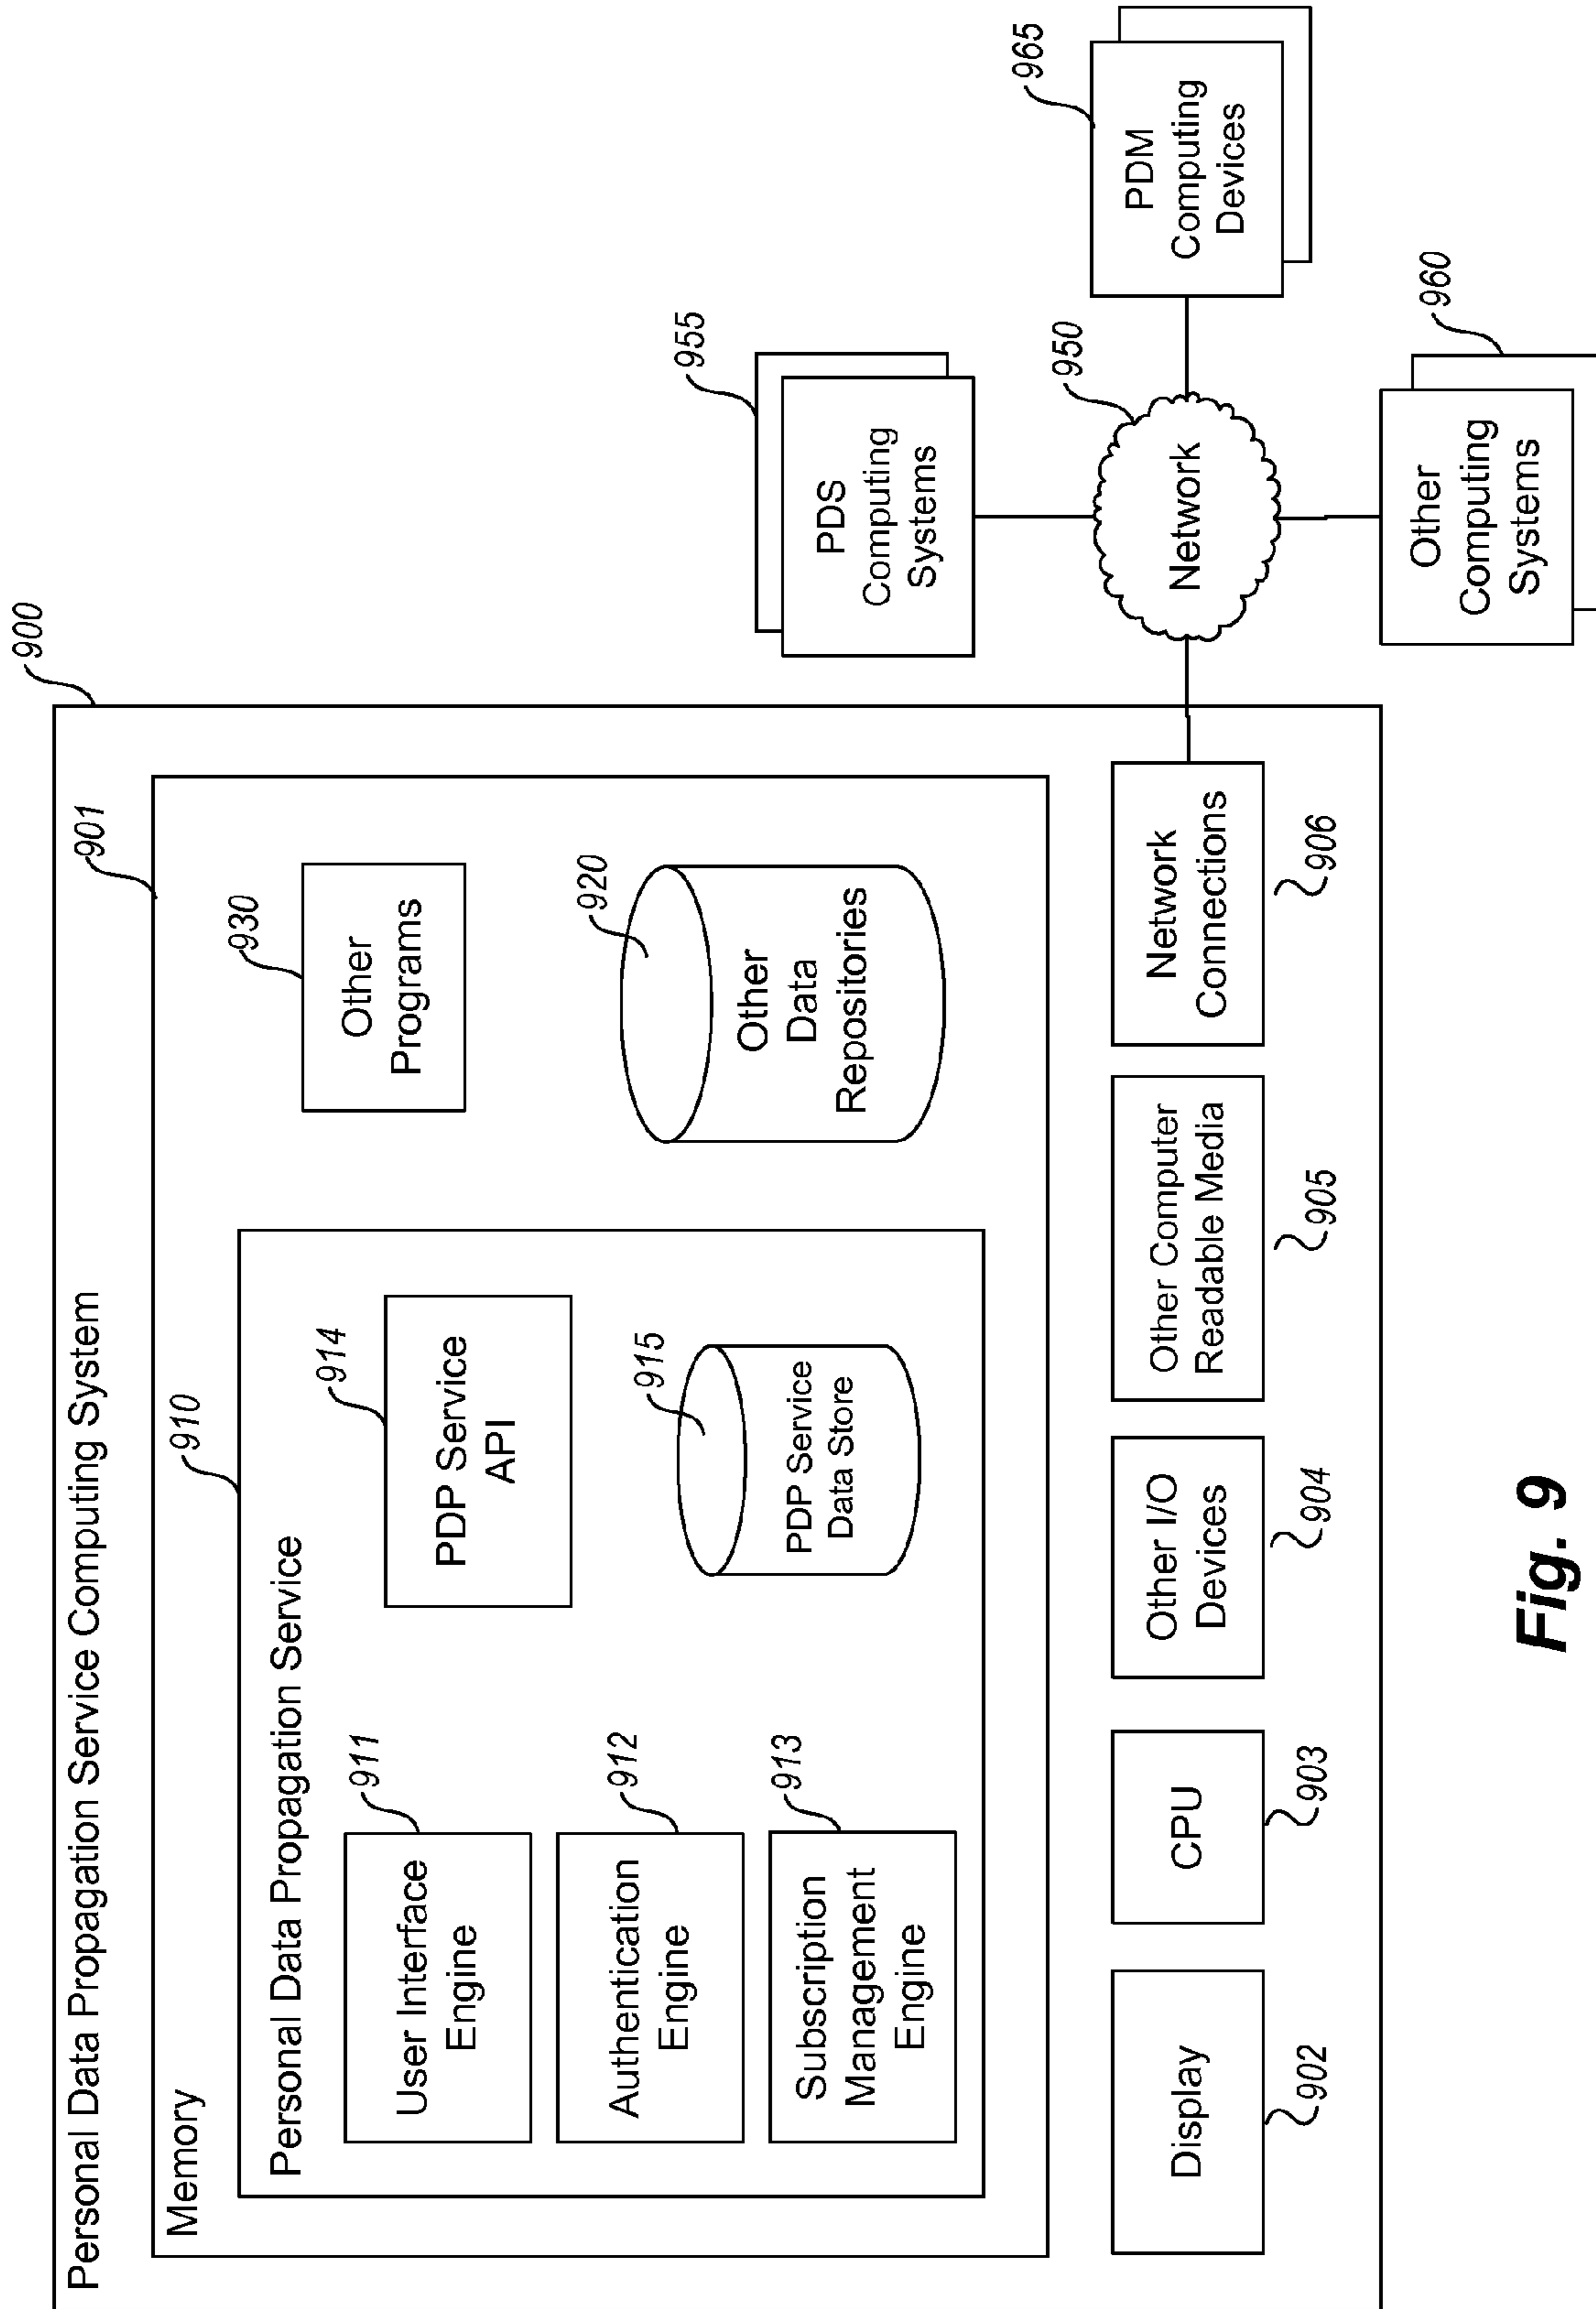 Personal Data Propagation Service Computing System
900
Memory
901
Personal Data Propagation Service
910
User Interface
Engine
911
Authentication
Engine
912
Subscription
Management
Engine
913
PDP Service
API
914
PDP Service
Data Store
915
Other
Programs
930
Other
Data
Repositories
920
Display
902
CPU
903
Other I/O
Devices
904
Other Computer
Readable Media
905
Network
Connections
906
PDS
Computing
Systems
955
Network
950
PDM
Computing
Devices
965
Other
Computing
Systems
960
Fig. 9